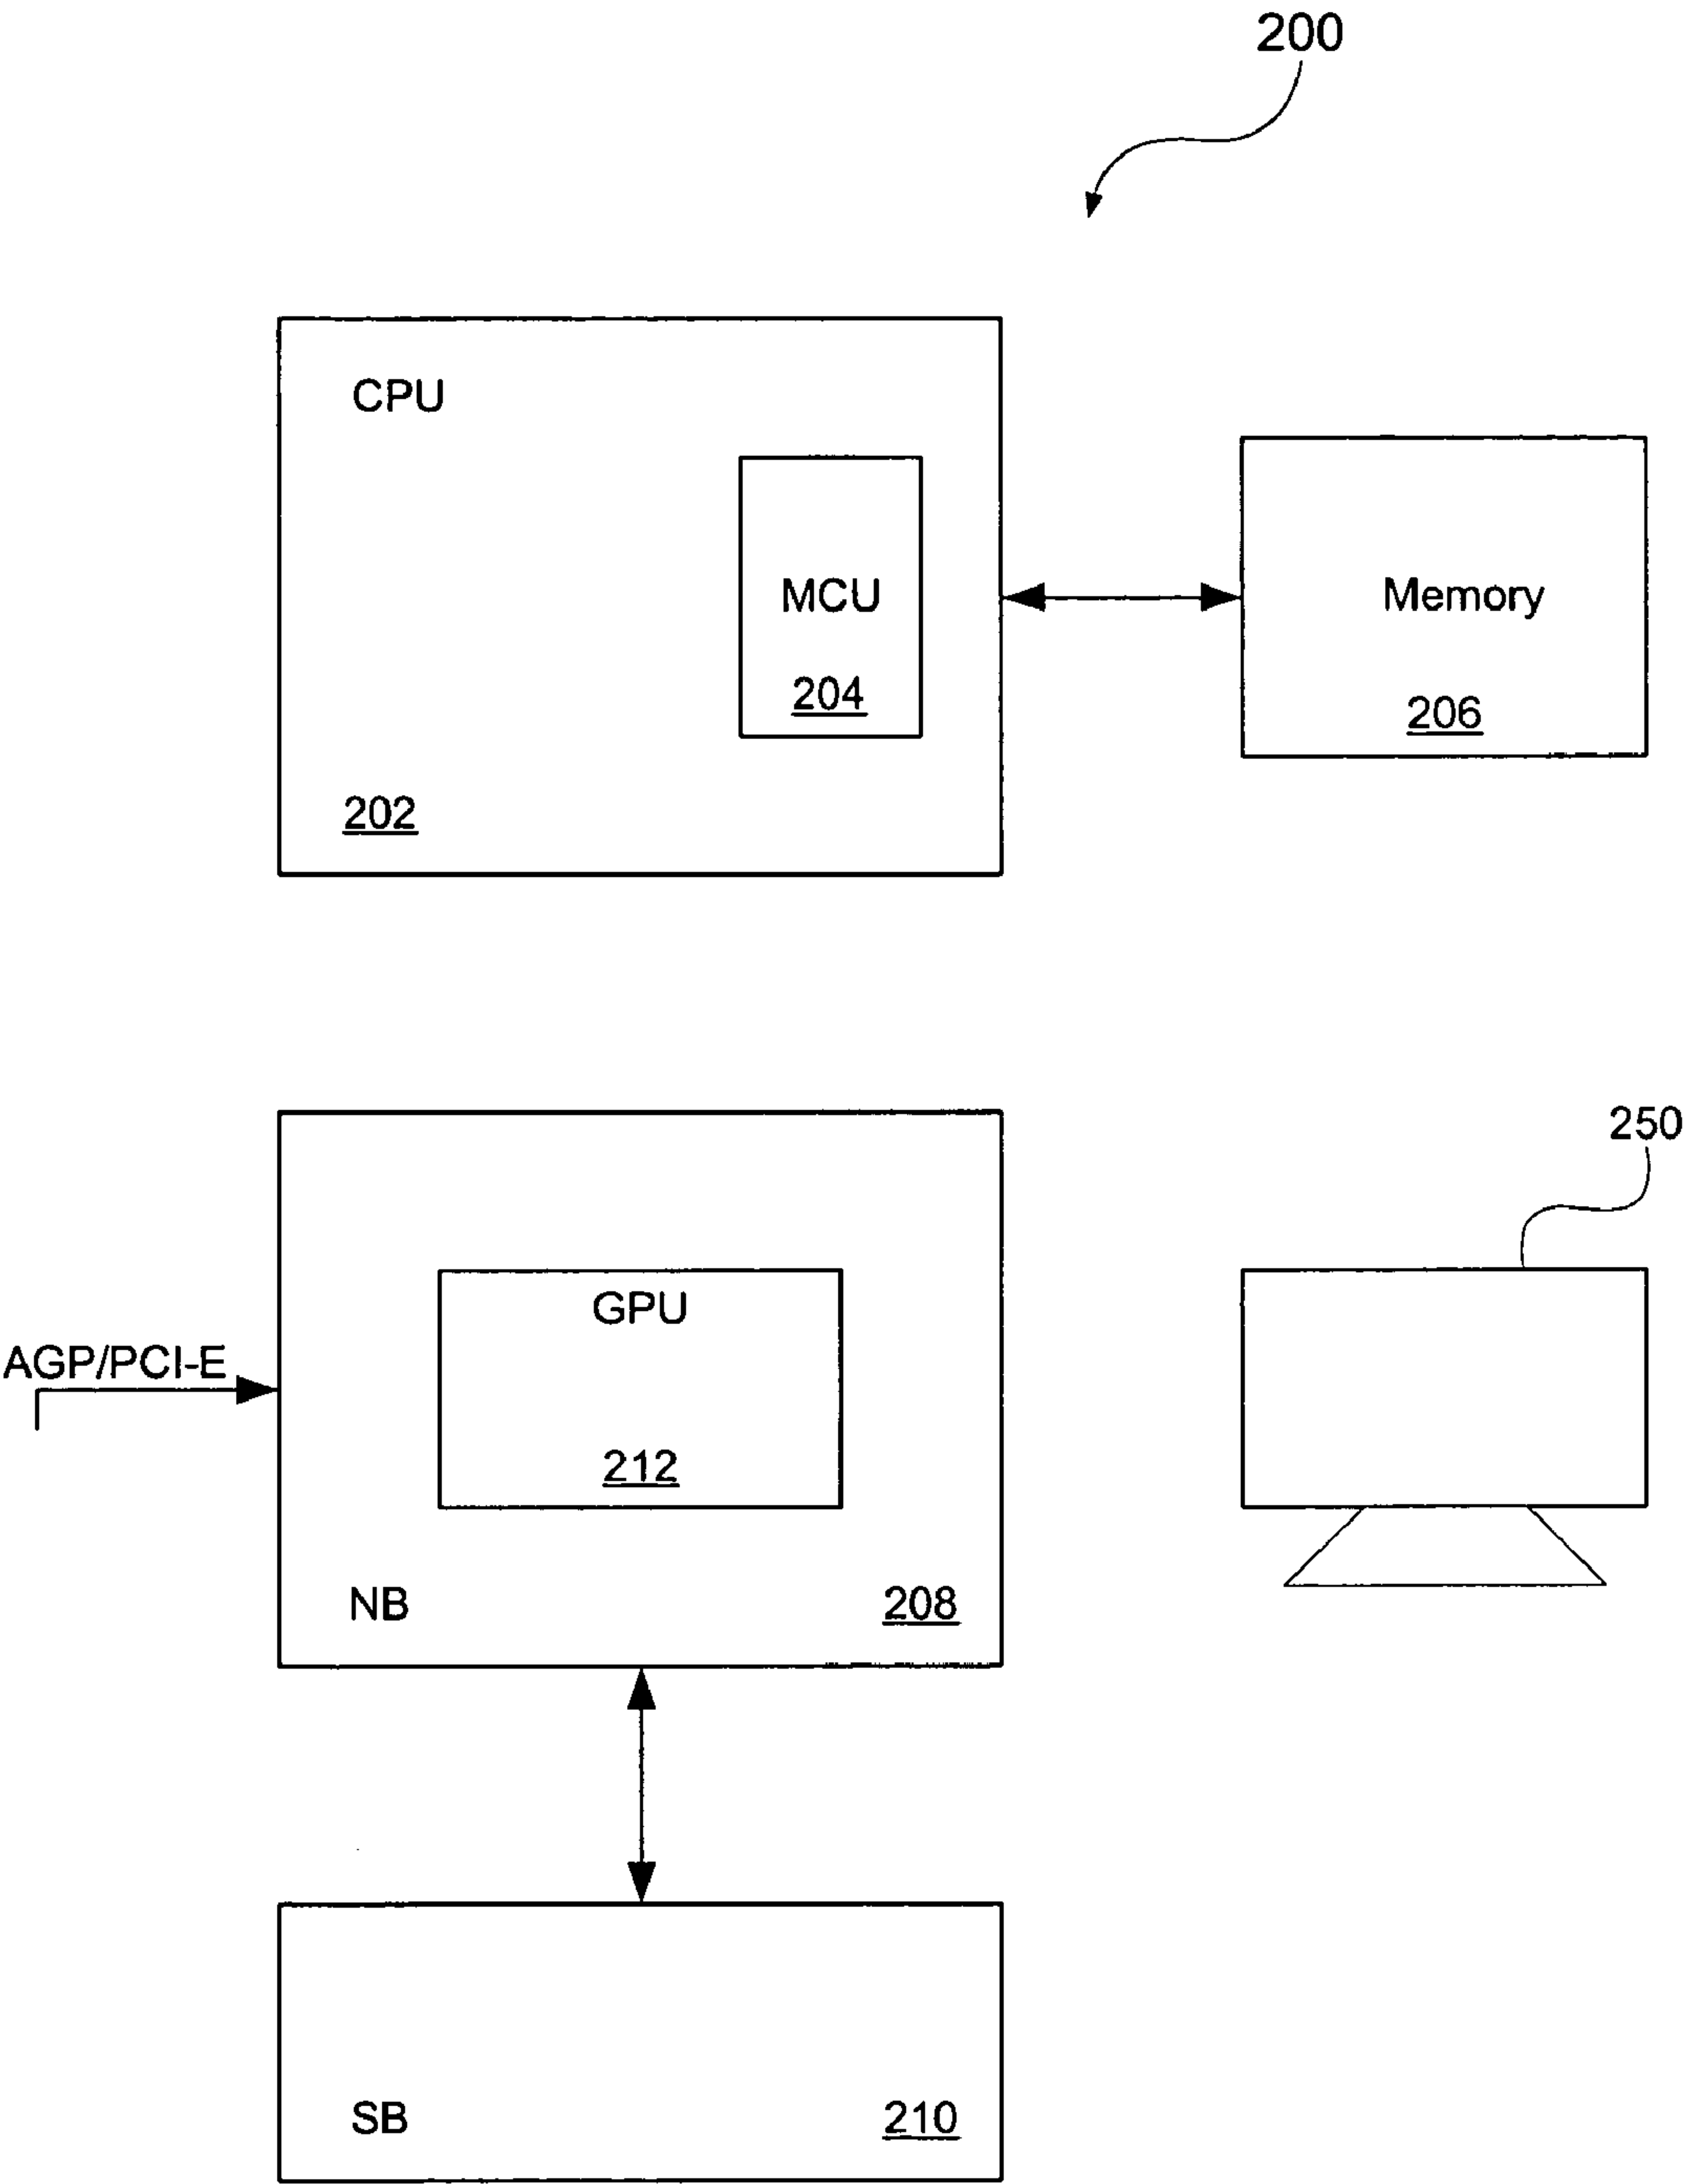 200
CPU
MCU
204
Memory
206
202
250
GPU
AGP/PCI-E
212
NB
208
SB
210